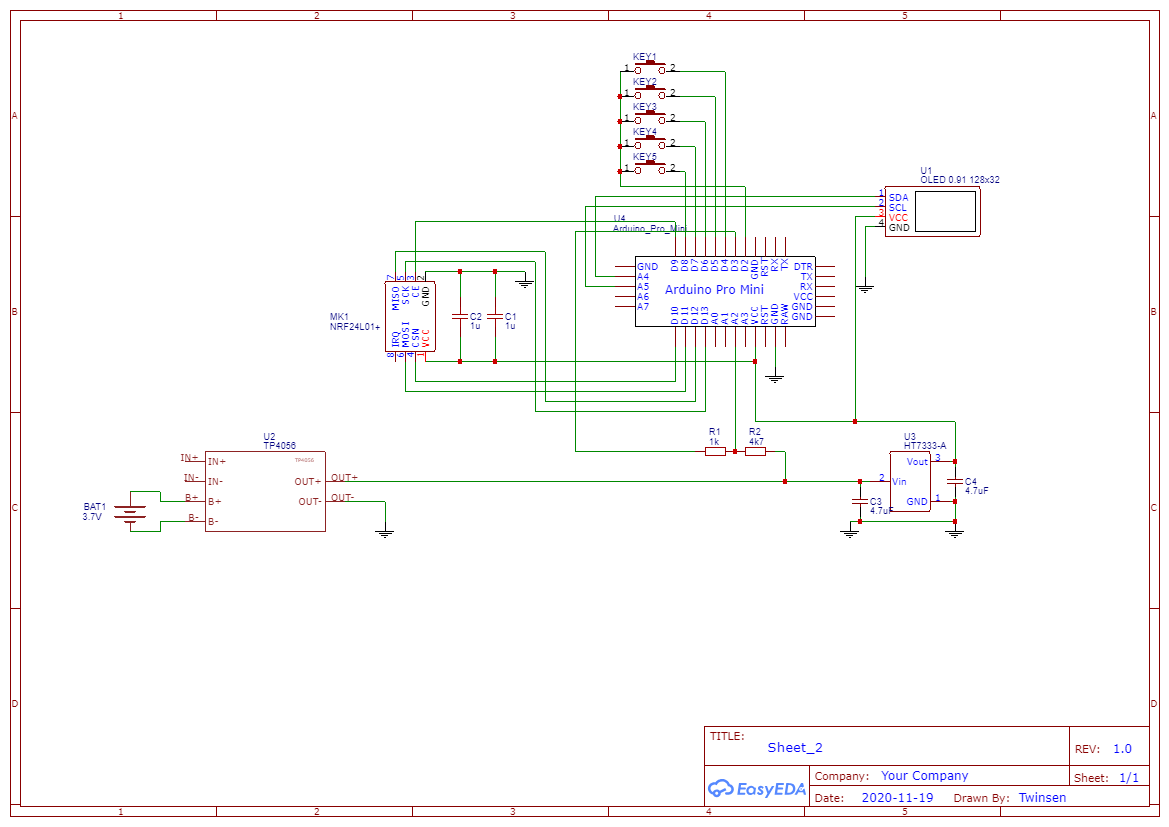 1 2 3 4 5
A A
B B
C C
D D
KEY1
1 2
KEY2
1 2
KEY3
1 2
KEY4
1 2
KEY5
1 2
U1
OLED 0.91 128x32
1 SDA
2 SCL
3 VCC
4 GND
U4
Arduino_Pro_Mini
D9 D8 D7 D6 D5 D4 D3 D2 GND RST RX TX
GND
A4
A5
A6
A7
Arduino Pro Mini
DTR
TX
RX
VCC
GND
GND
D10 D11 D12 D13 A0 A1 A2 A3 VCC RST GND RAW
7 5 3 2
MISO SCK CE GND
MK1
NRF24L01+
IRQ MOSI CSN VCC
8 6 4 1
C2
1u
C1
1u
R1
1k
R2
4k7
U2
TP4056
TP4056
IN+ IN+
IN- IN-
B+ B+
B- B-
OUT+ OUT+
OUT- OUT-
BAT1
3.7V
U3
HT7333-A
Vout 3
2 Vin
GND 1
C3
4.7uF
C4
4.7uF
TITLE:
Sheet_2
REV: 1.0
EasyEDA
Company: Your Company
Sheet: 1/1
Date: 2020-11-19 Drawn By: Twinsen
1 2 3 4 5